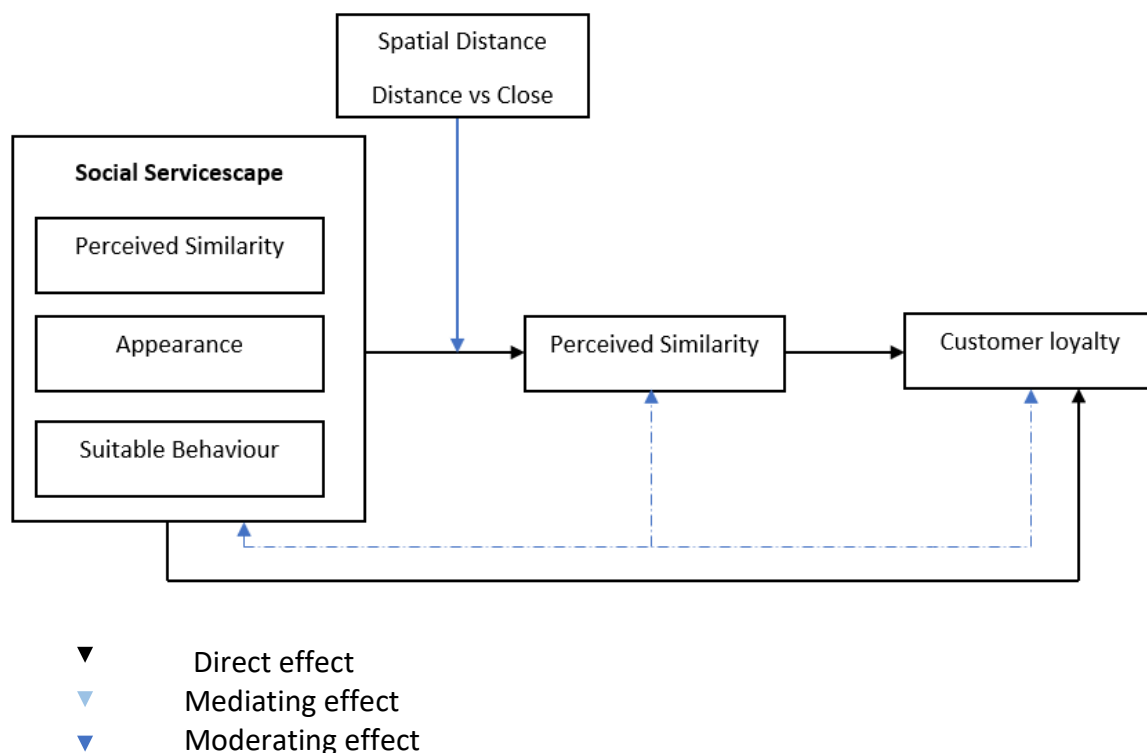 Spatial Distance
Distance vs Close
Social Servicescape
Perceived Similarity
Appearance
Suitable Behaviour
Perceived Similarity
Customer loyalty
Direct effect
Mediating effect
Moderating effect